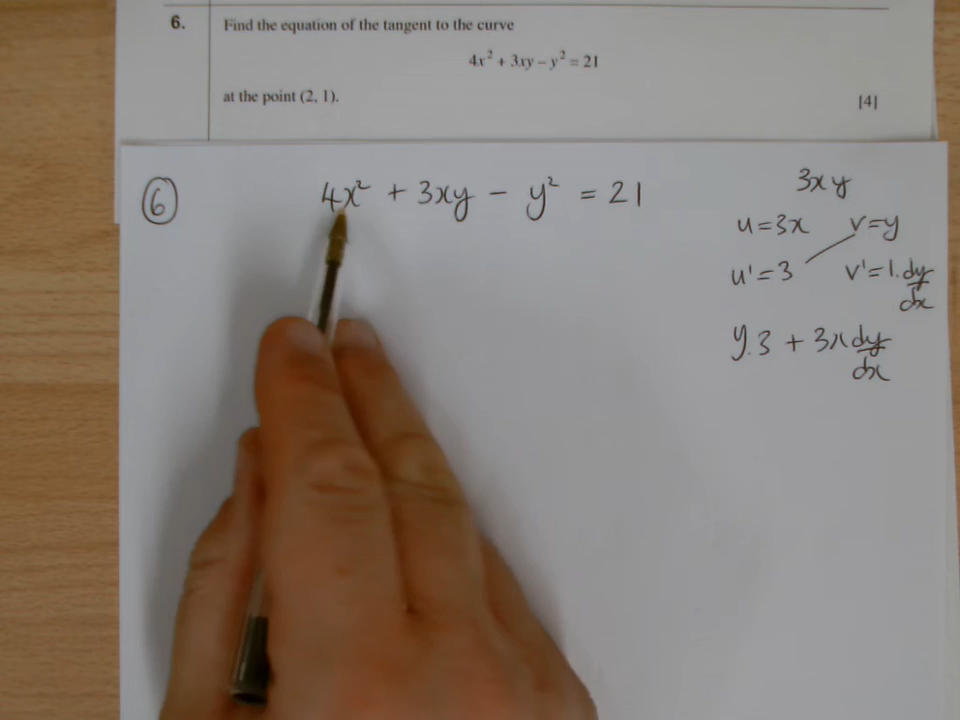 6. Find the equation of the tangent to the curve
4x² + 3xy – y² = 21
at the point (2, 1). [4]
⑥ 4x² + 3xy – y² = 21
3xy
u=3x v=y
u'=3 v'=1.dy/dx
y.3 + 3x dy/dx